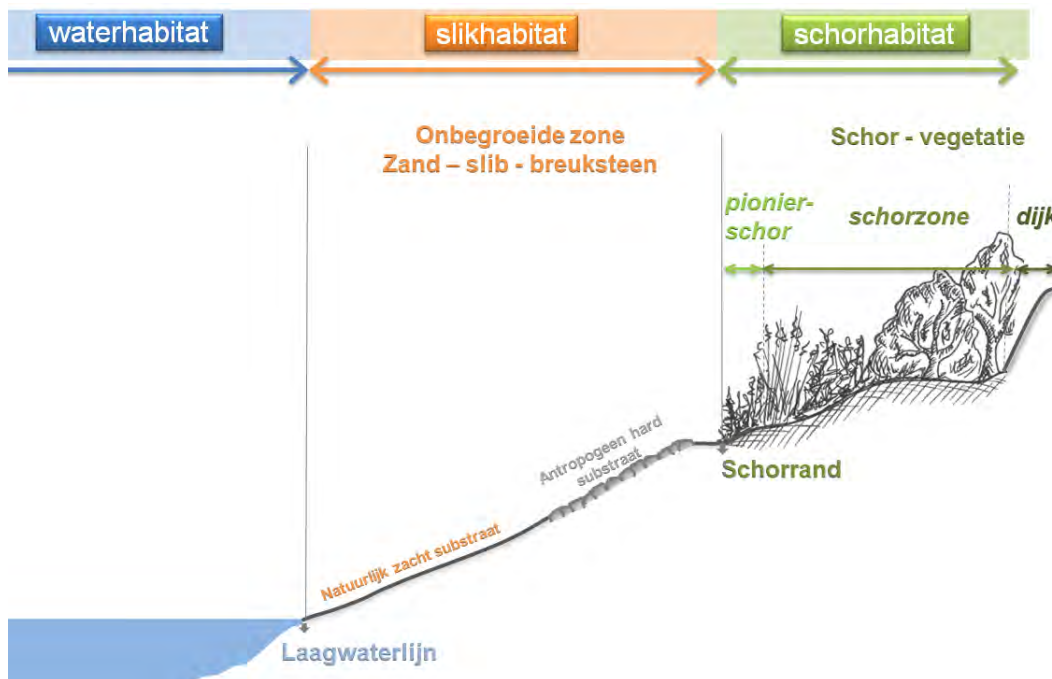 waterhabitat
slikhabitat
schorhabitat
Onbegroeide zone
Zand – slib - breuksteen
Schor - vegetatie
pionier-
schor
schorzone
dijk
Antropogeen hard
substraat
Schorrand
Natuurlijk zacht substraat
Laagwaterlijn